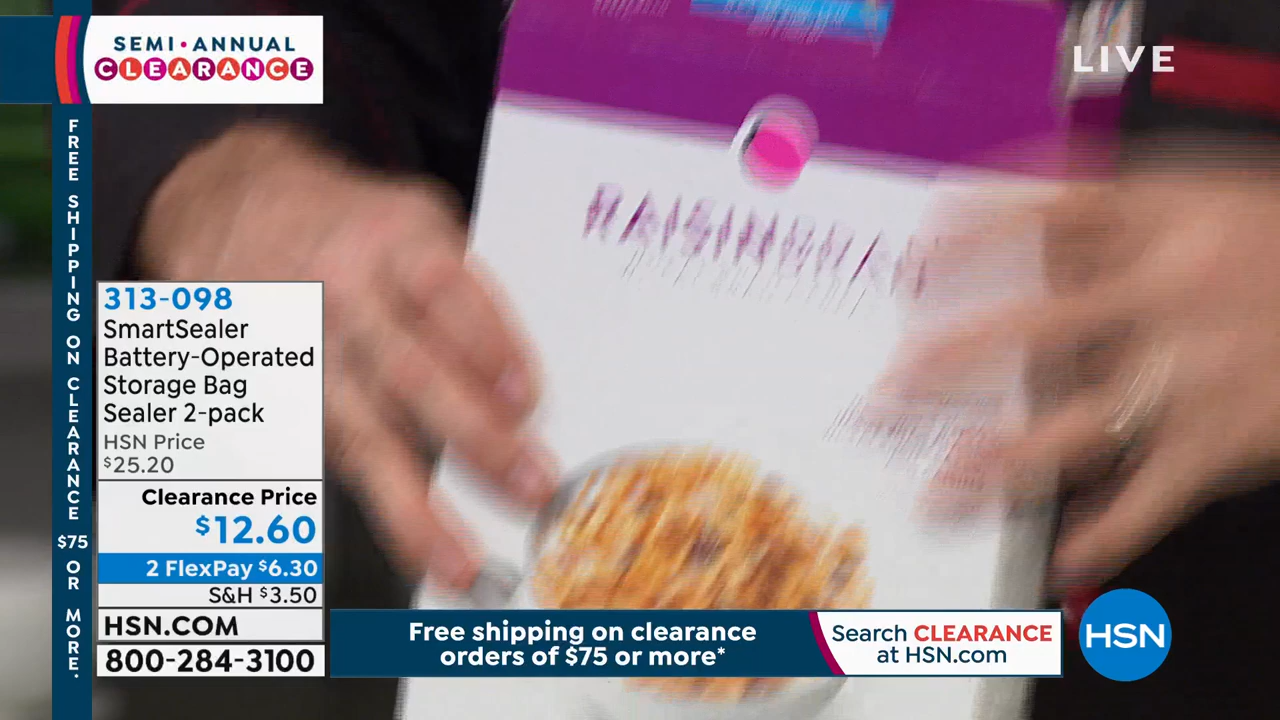 SEMI•ANNUAL
CLEARANCE
LIVE
FREE SHIPPING ON CLEARANCE $75 OR MORE.
RAISIN BRAN
313-098
SmartSealer
Battery-Operated
Storage Bag
Sealer 2-pack
HSN Price
$25.20
Clearance Price
$12.60
2 FlexPay $6.30
S&H $3.50
HSN.COM
800-284-3100
Free shipping on clearance
orders of $75 or more*
Search CLEARANCE
at HSN.com
HSN